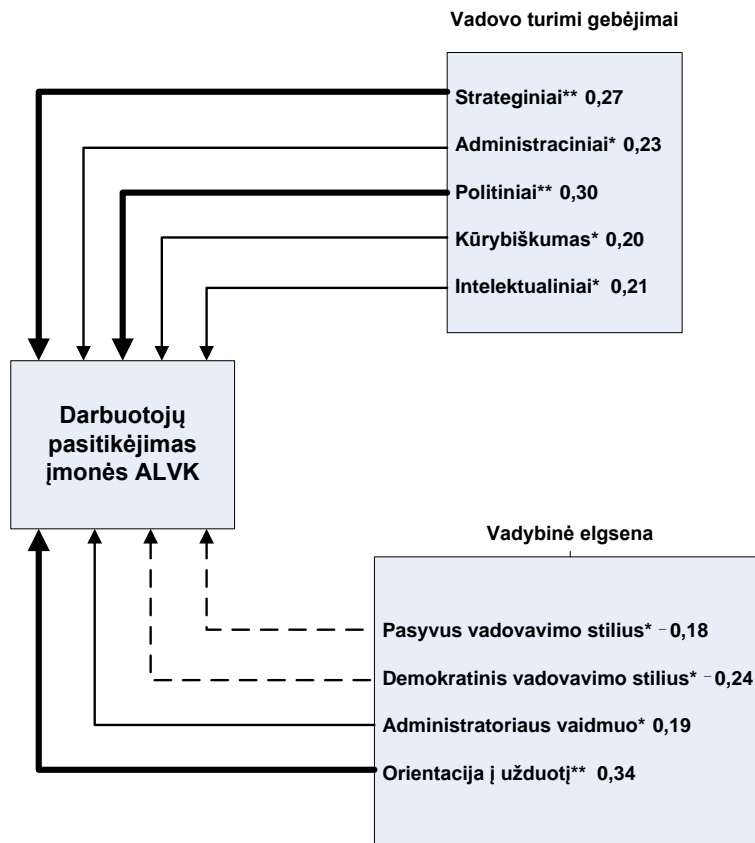 Vadovo turimi gebėjimai
Strateginiai** 0,27
Administraciniai* 0,23
Politiniai** 0,30
Kūrybiškumas* 0,20
Intelektualiniai* 0,21
Darbuotojų
pasitikėjimas
įmonės ALVK
Vadybinė elgsena
Pasyvus vadovavimo stilius* –0,18
Demokratinis vadovavimo stilius* –0,24
Administratoriaus vaidmuo* 0,19
Orientacija į užduotį** 0,34